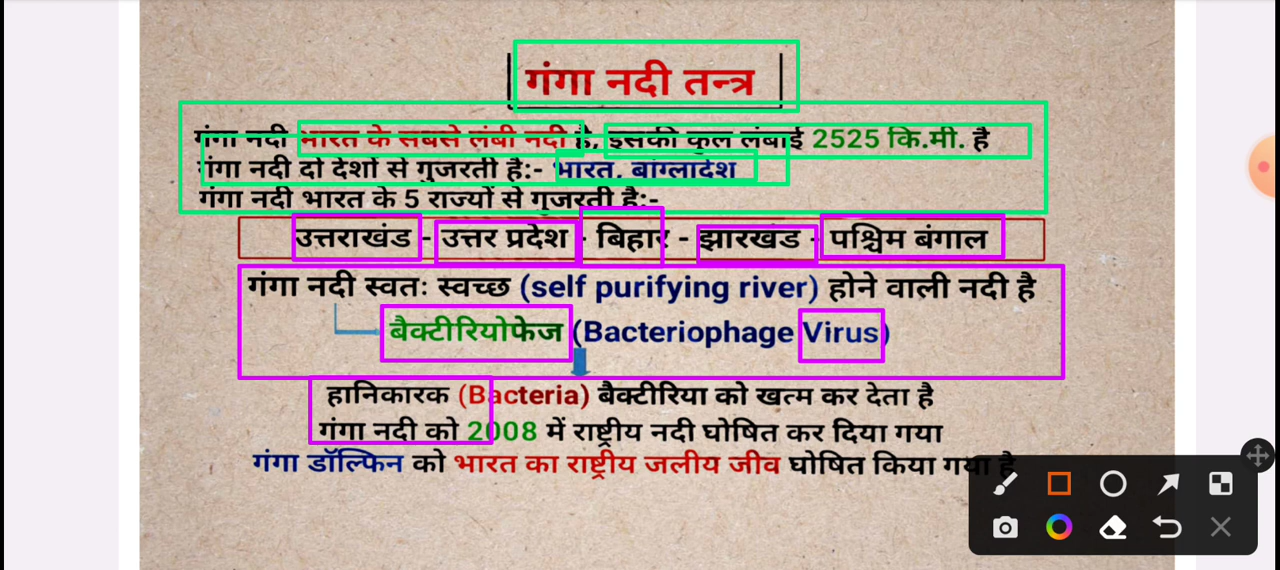 गंगा नदी तन्त्र
गंगा नदी भारत के सबसे लंबी नदी है, इसकी कुल लंबाई 2525 कि.मी. है
गंगा नदी दो देशों से गुजरती है:- भारत, बांग्लादेश
गंगा नदी भारत के 5 राज्यों से गुजरती है:-
उत्तराखंड - उत्तर प्रदेश - बिहार - झारखंड - पश्चिम बंगाल
गंगा नदी स्वतः स्वच्छ (self purifying river) होने वाली नदी है
बैक्टीरियोफेज (Bacteriophage Virus)
हानिकारक (Bacteria) बैक्टीरिया को खत्म कर देता है
गंगा नदी को 2008 में राष्ट्रीय नदी घोषित कर दिया गया
गंगा डॉल्फिन को भारत का राष्ट्रीय जलीय जीव घोषित किया गया है